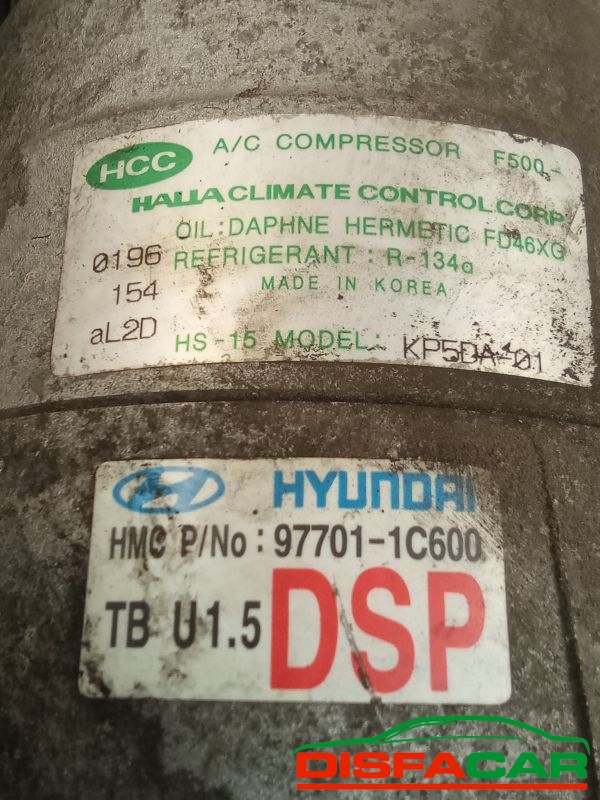 HCC A/C COMPRESSOR F500-
HALLA CLIMATE CONTROL CORP.
OIL: DAPHNE HERMETIC FD46XG
0196 REFRIGERANT : R-134a
154 MADE IN KOREA
aL2D HS-15 MODEL: KP5DA-01
HYUNDAI
HMC P/No : 97701-1C600
TB U1.5 DSP
DISFACAR